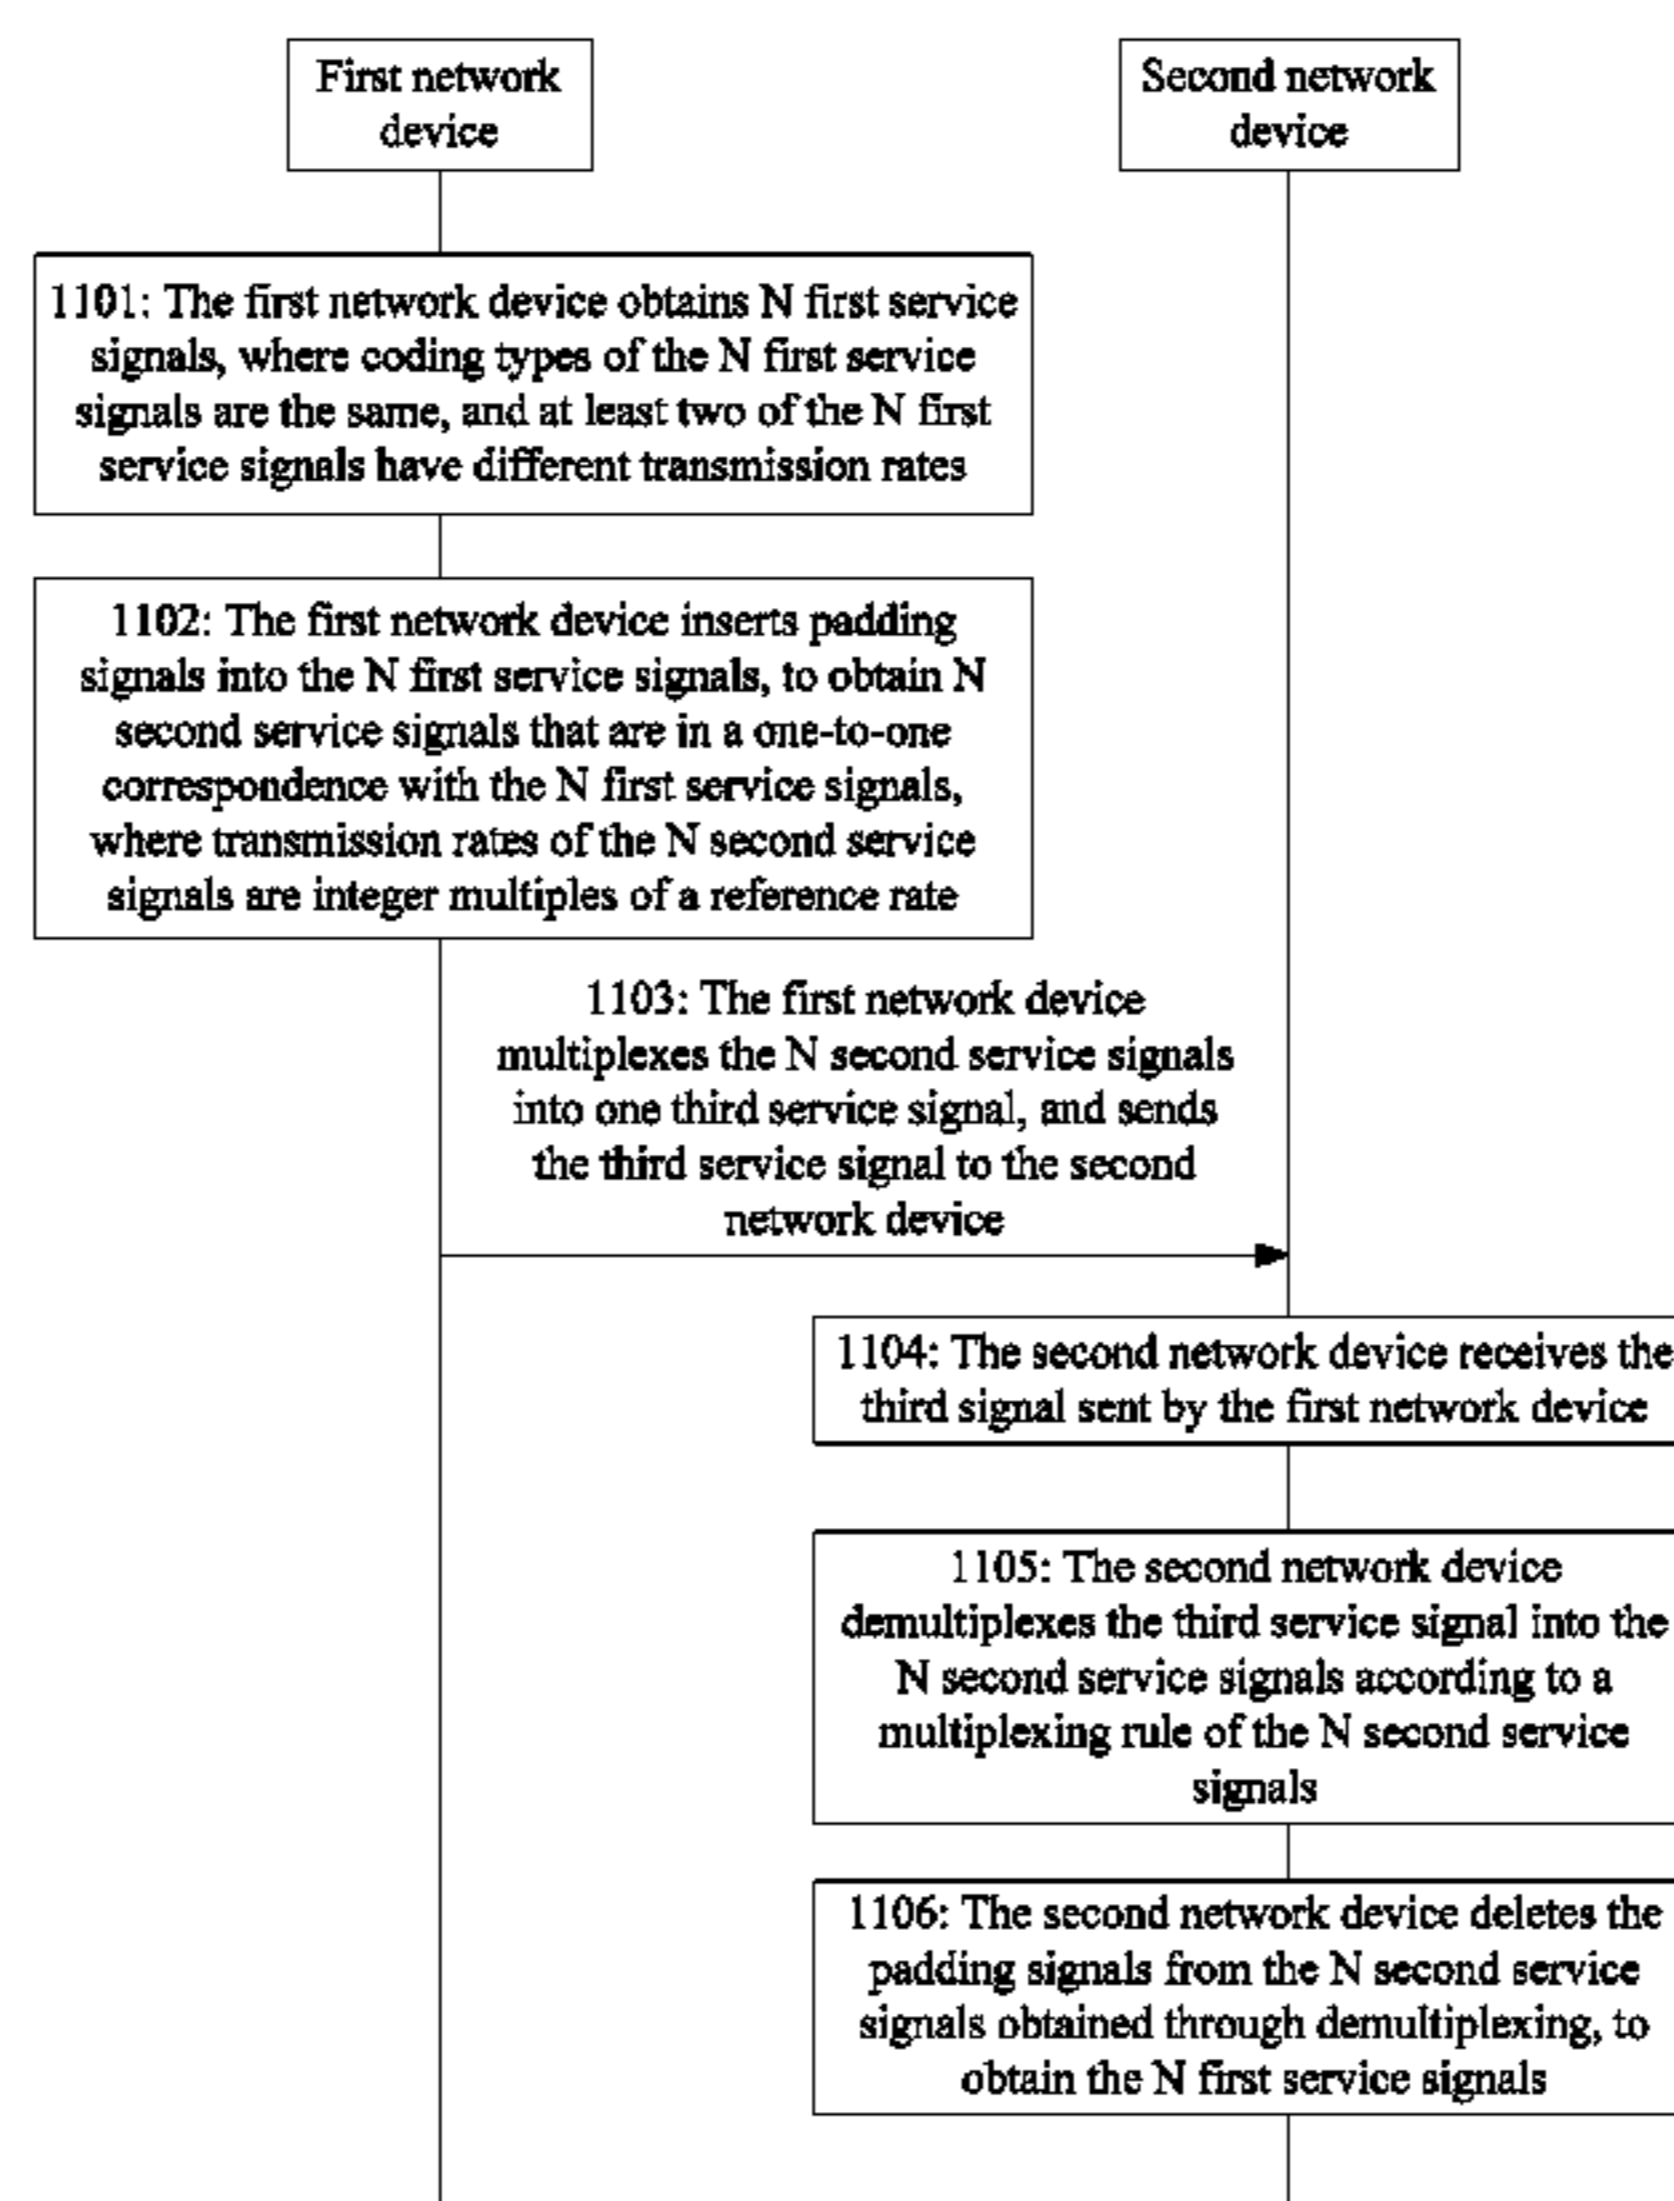 First network
device
Second network
device
1101: The first network device obtains N first service
signals, where coding types of the N first service
signals are the same, and at least two of the N first
service signals have different transmission rates
1102: The first network device inserts padding
signals into the N first service signals, to obtain N
second service signals that are in a one-to-one
correspondence with the N first service signals,
where transmission rates of the N second service
signals are integer multiples of a reference rate
1103: The first network device
multiplexes the N second service signals
into one third service signal, and sends
the third service signal to the second
network device
1104: The second network device receives the
third signal sent by the first network device
1105: The second network device
demultiplexes the third service signal into the
N second service signals according to a
multiplexing rule of the N second service
signals
1106: The second network device deletes the
padding signals from the N second service
signals obtained through demultiplexing, to
obtain the N first service signals